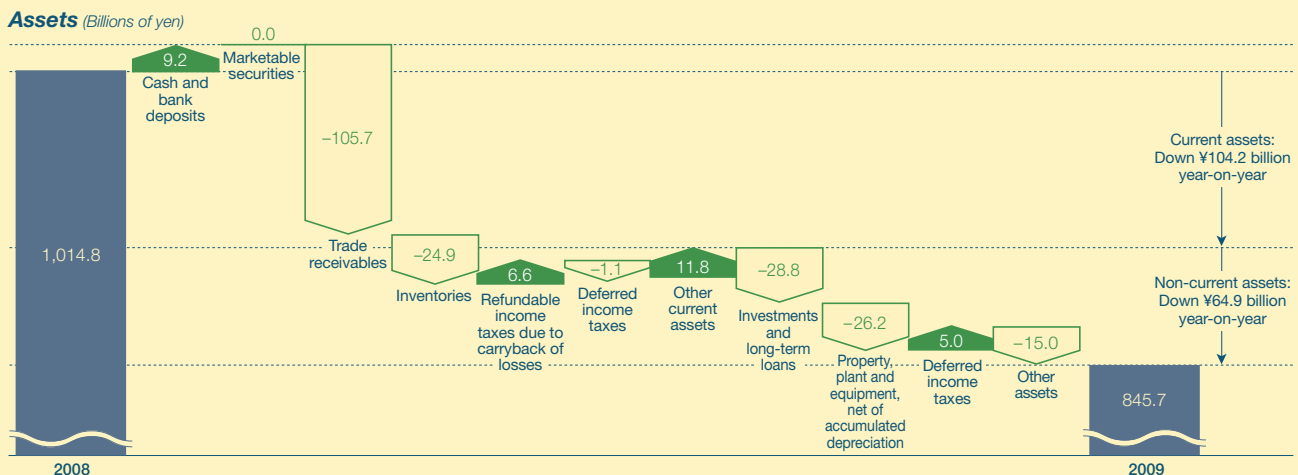 Assets (Billions of yen)
0.0
Marketable
securities
9.2
Cash and
bank
deposits
–105.7
Trade
receivables
1,014.8
–24.9
Inventories
6.6
Refundable
income
taxes due to
carryback of
losses
–1.1
Deferred
income
taxes
11.8
Other
current
assets
–28.8
Investments
and
long-term
loans
–26.2
Property,
plant and
equipment,
net of
accumulated
depreciation
5.0
Deferred
income
taxes
–15.0
Other
assets
845.7
Current assets:
Down ¥104.2 billion
year-on-year
Non-current assets:
Down ¥64.9 billion
year-on-year
2008
2009